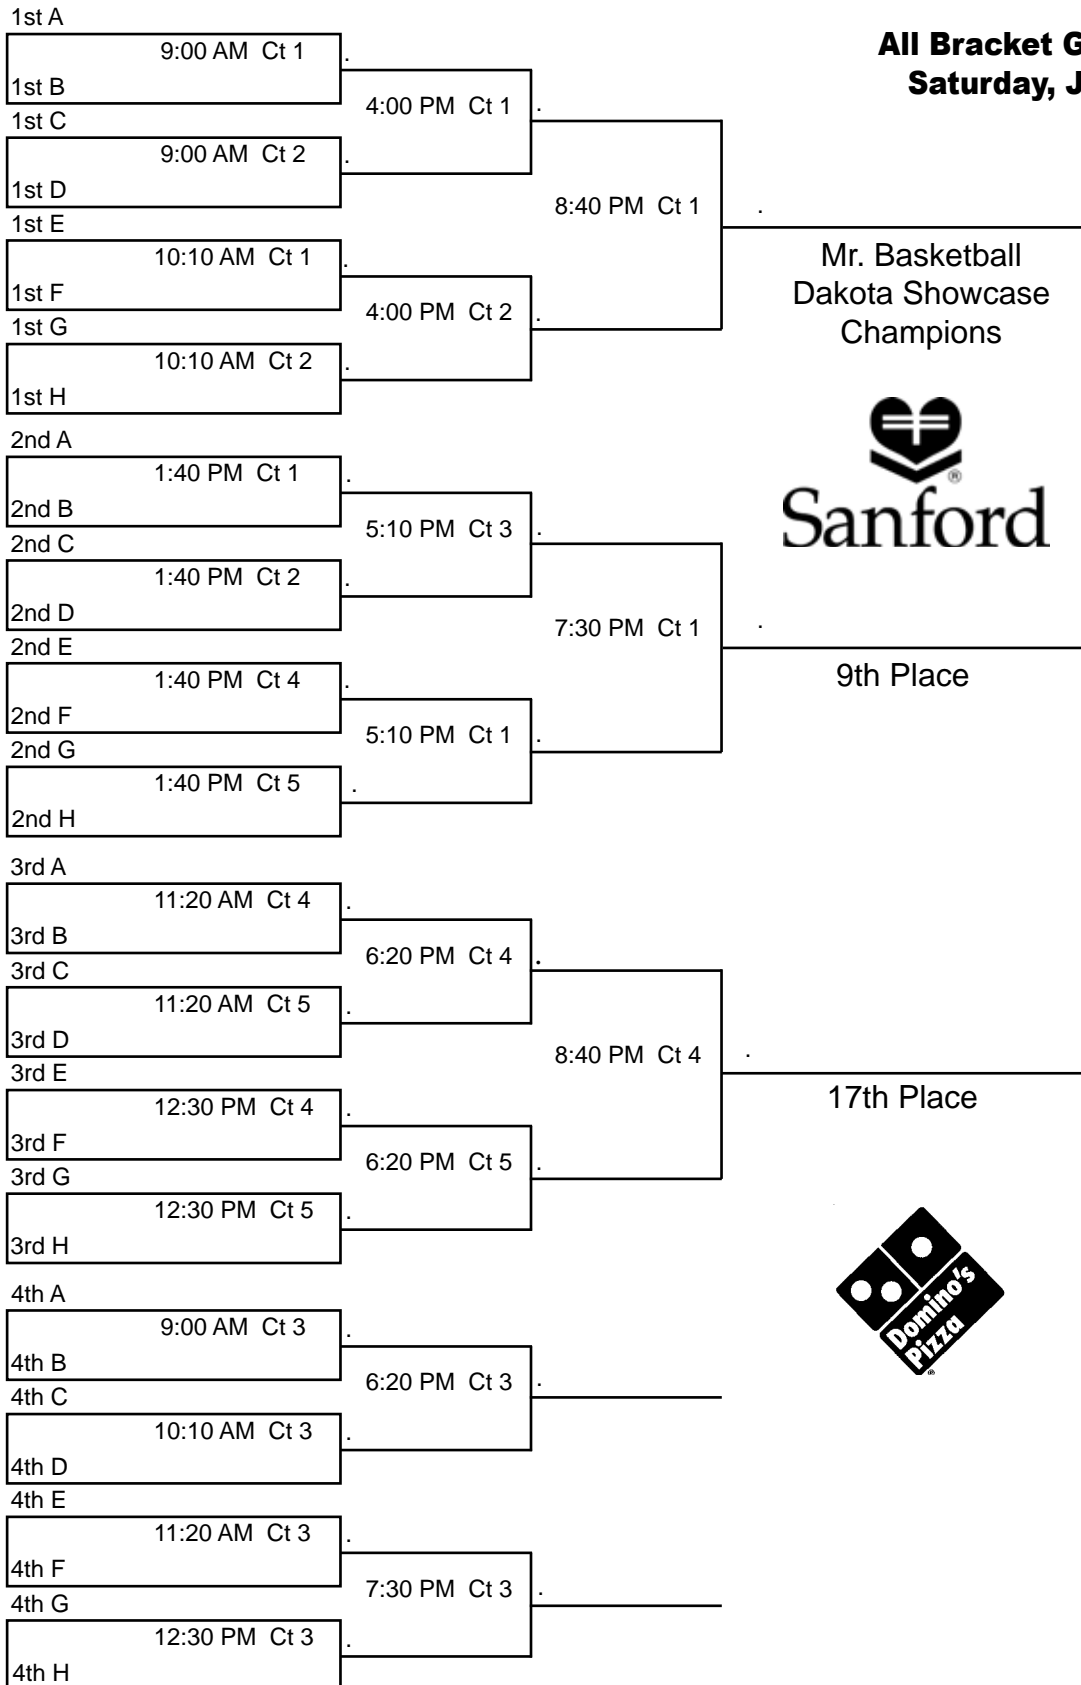 1st A
9:00 AM Ct 1
1st B
4:00 PM Ct 1
1st C
9:00 AM Ct 2
1st D
8:40 PM Ct 1
1st E
10:10 AM Ct 1
1st F
4:00 PM Ct 2
1st G
10:10 AM Ct 2
1st H
All Bracket G
Saturday, J
Mr. Basketball
Dakota Showcase
Champions
Sanford
2nd A
1:40 PM Ct 1
2nd B
5:10 PM Ct 3
2nd C
1:40 PM Ct 2
2nd D
7:30 PM Ct 1
2nd E
1:40 PM Ct 4
2nd F
5:10 PM Ct 1
2nd G
1:40 PM Ct 5
2nd H
9th Place
3rd A
11:20 AM Ct 4
3rd B
6:20 PM Ct 4
3rd C
11:20 AM Ct 5
3rd D
8:40 PM Ct 4
3rd E
12:30 PM Ct 4
3rd F
6:20 PM Ct 5
3rd G
12:30 PM Ct 5
3rd H
17th Place
Domino's
Pizza
4th A
9:00 AM Ct 3
4th B
6:20 PM Ct 3
4th C
10:10 AM Ct 3
4th D
4th E
11:20 AM Ct 3
4th F
7:30 PM Ct 3
4th G
12:30 PM Ct 3
4th H